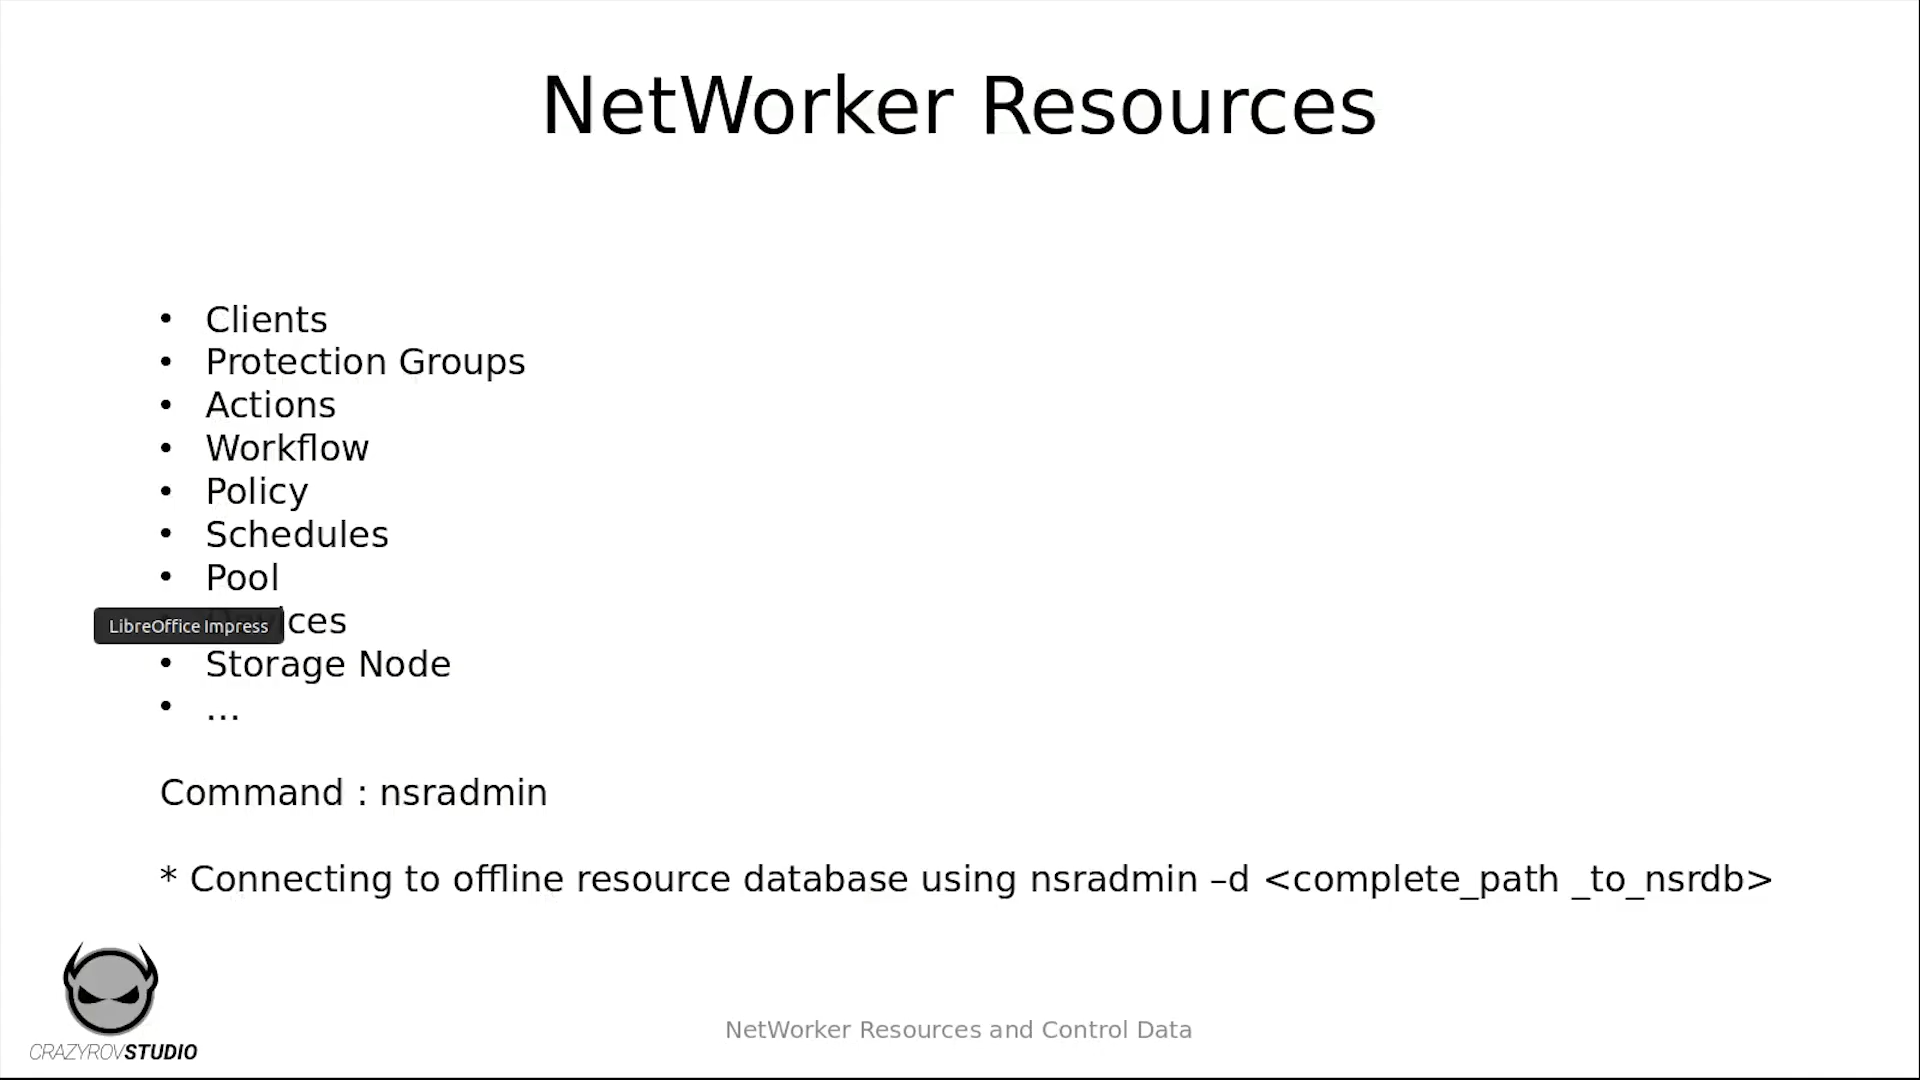 NetWorker Resources
• Clients
• Protection Groups
• Actions
• Workflow
• Policy
• Schedules
• Pool
LibreOffice Impress
• Storage Node
• ...
Command : nsradmin
* Connecting to offline resource database using nsradmin –d <complete_path _to_nsrdb>
CRAZYROVSTUDIO
NetWorker Resources and Control Data